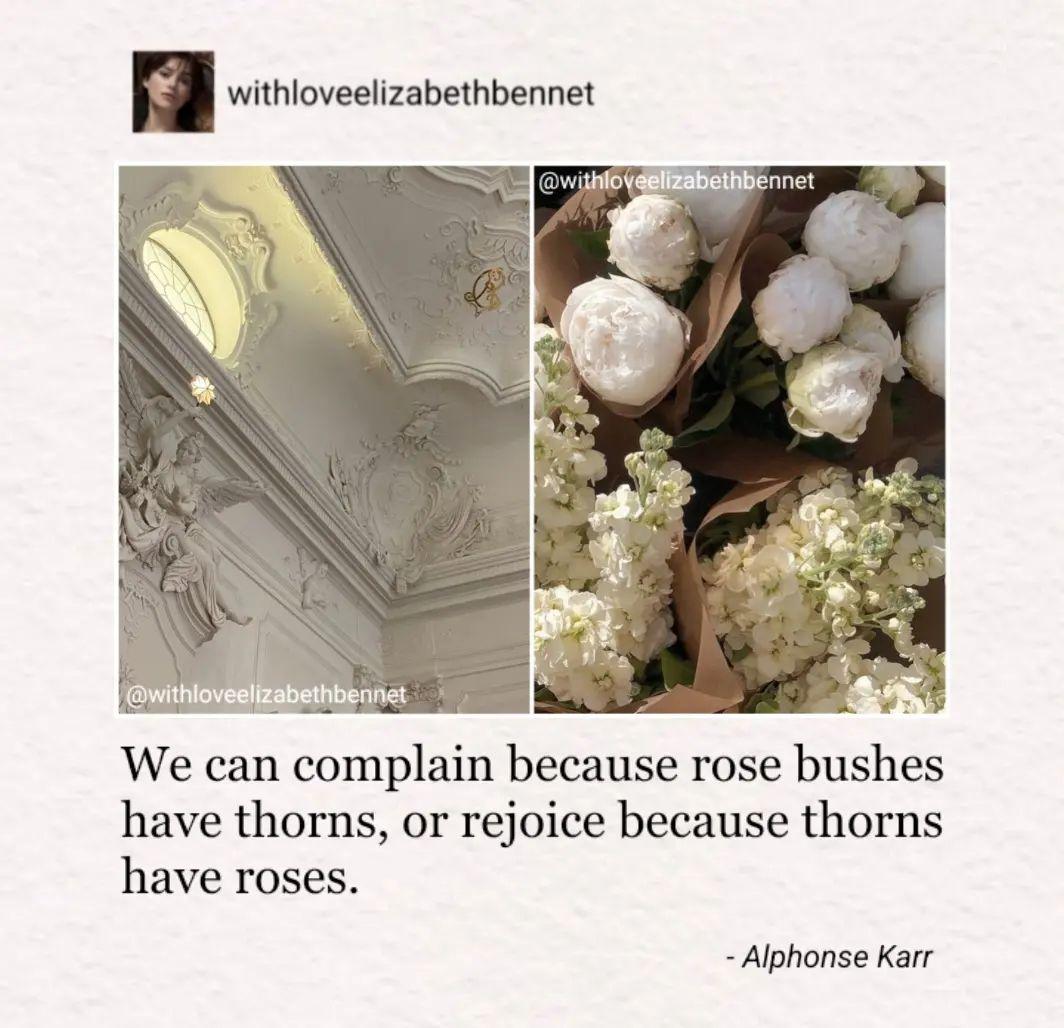 withloveelizabethbennet
@withloveelizabethbennet
@withloveelizabethbennet
We can complain because rose bushes
have thorns, or rejoice because thorns
have roses.
- Alphonse Karr